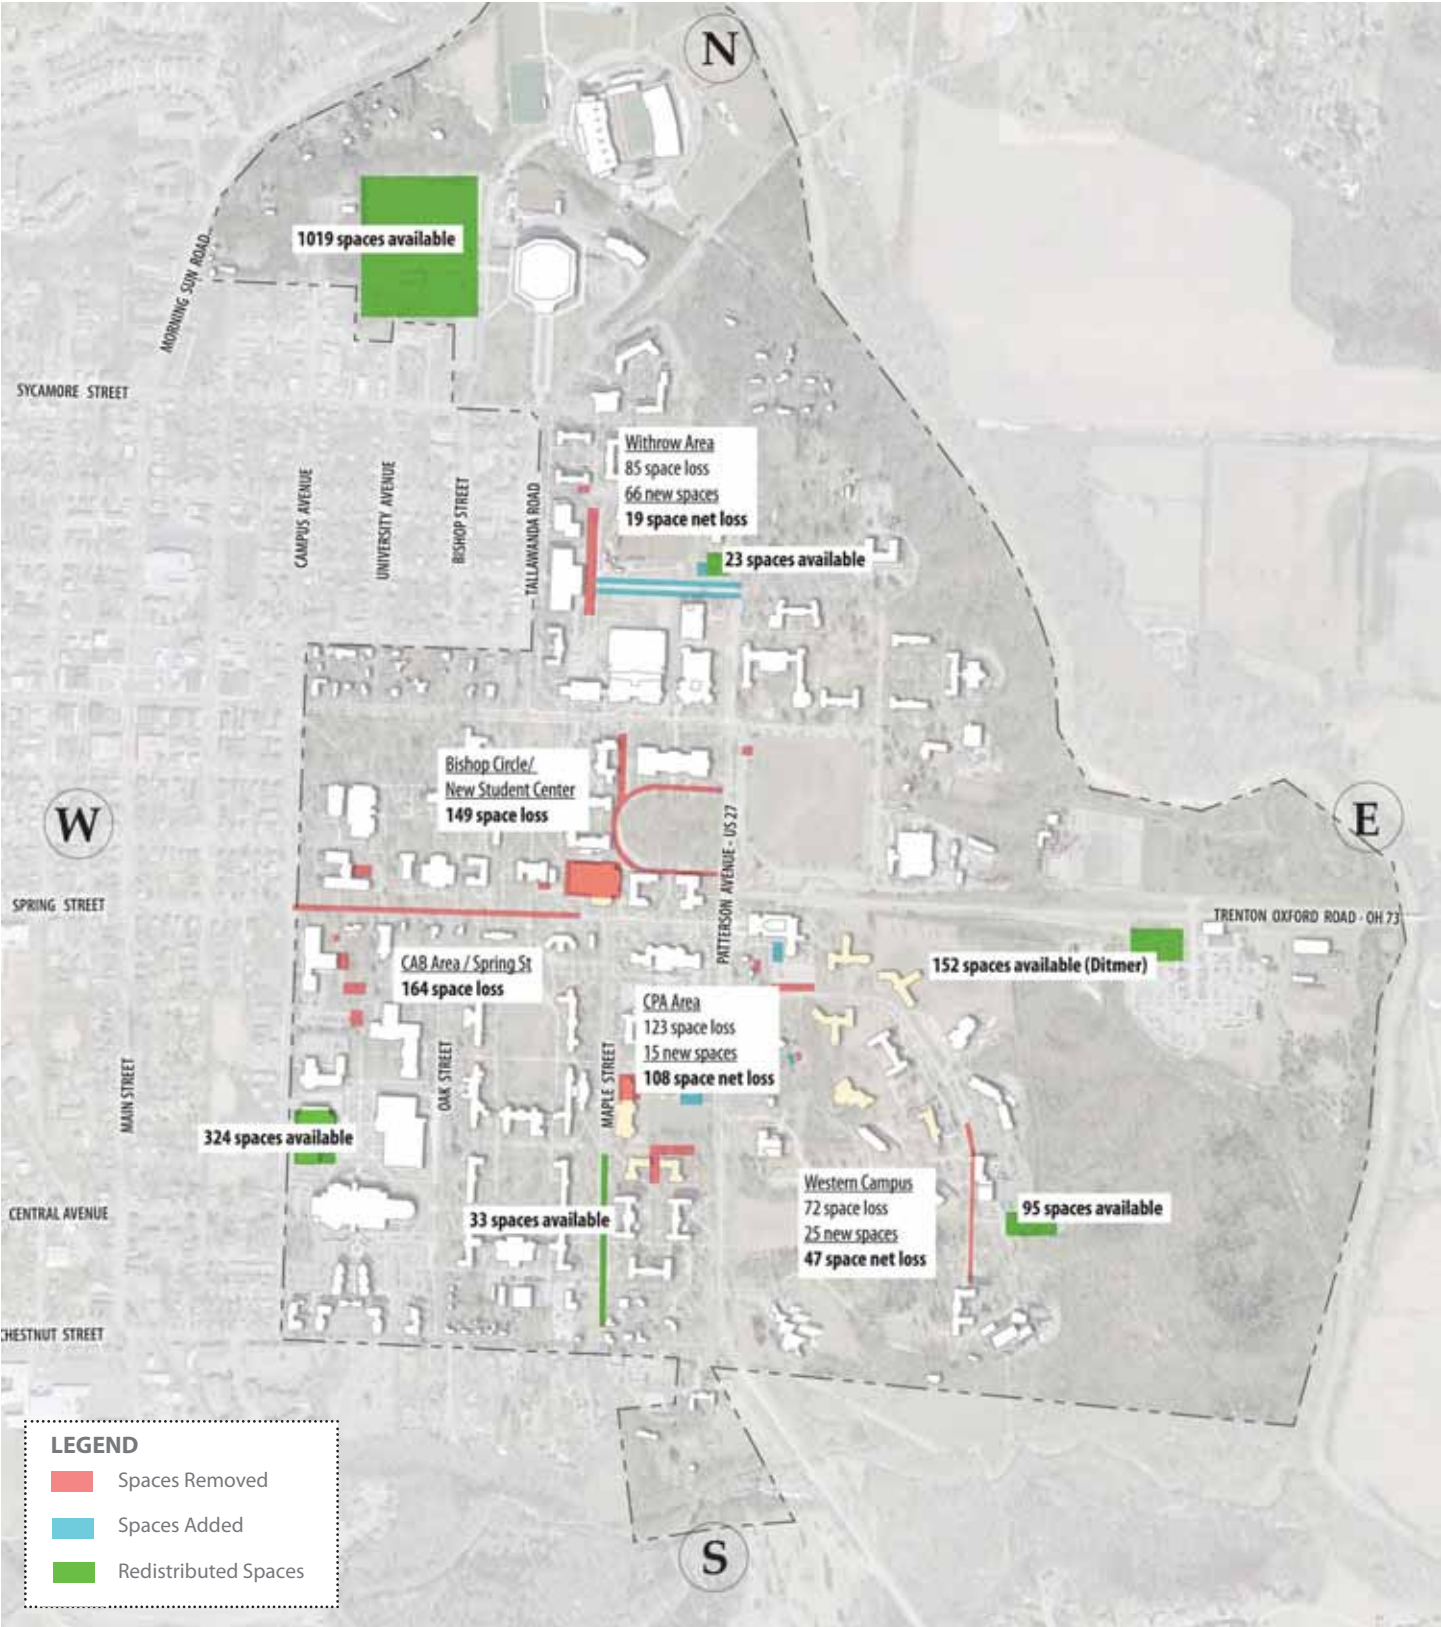 N
1019 spaces available
MORNING SUN ROAD
SYCAMORE STREET
Withrow Area
85 space loss
66 new spaces
19 space net loss
CAMPUS AVENUE
UNIVERSITY AVENUE
BISHOP STREET
TALLAWANDA ROAD
23 spaces available
Bishop Circle/
New Student Center
149 space loss
W
E
PATTERSON AVENUE - US 27
SPRING STREET
TRENTON OXFORD ROAD - OH 73
CAB Area / Spring St
164 space loss
152 spaces available (Ditmer)
CPA Area
123 space loss
15 new spaces
108 space net loss
MAIN STREET
OAK STREET
MAPLE STREET
324 spaces available
Western Campus
72 space loss
25 new spaces
47 space net loss
95 spaces available
CENTRAL AVENUE
33 spaces available
CHESTNUT STREET
LEGEND
Spaces Removed
Spaces Added
Redistributed Spaces
S